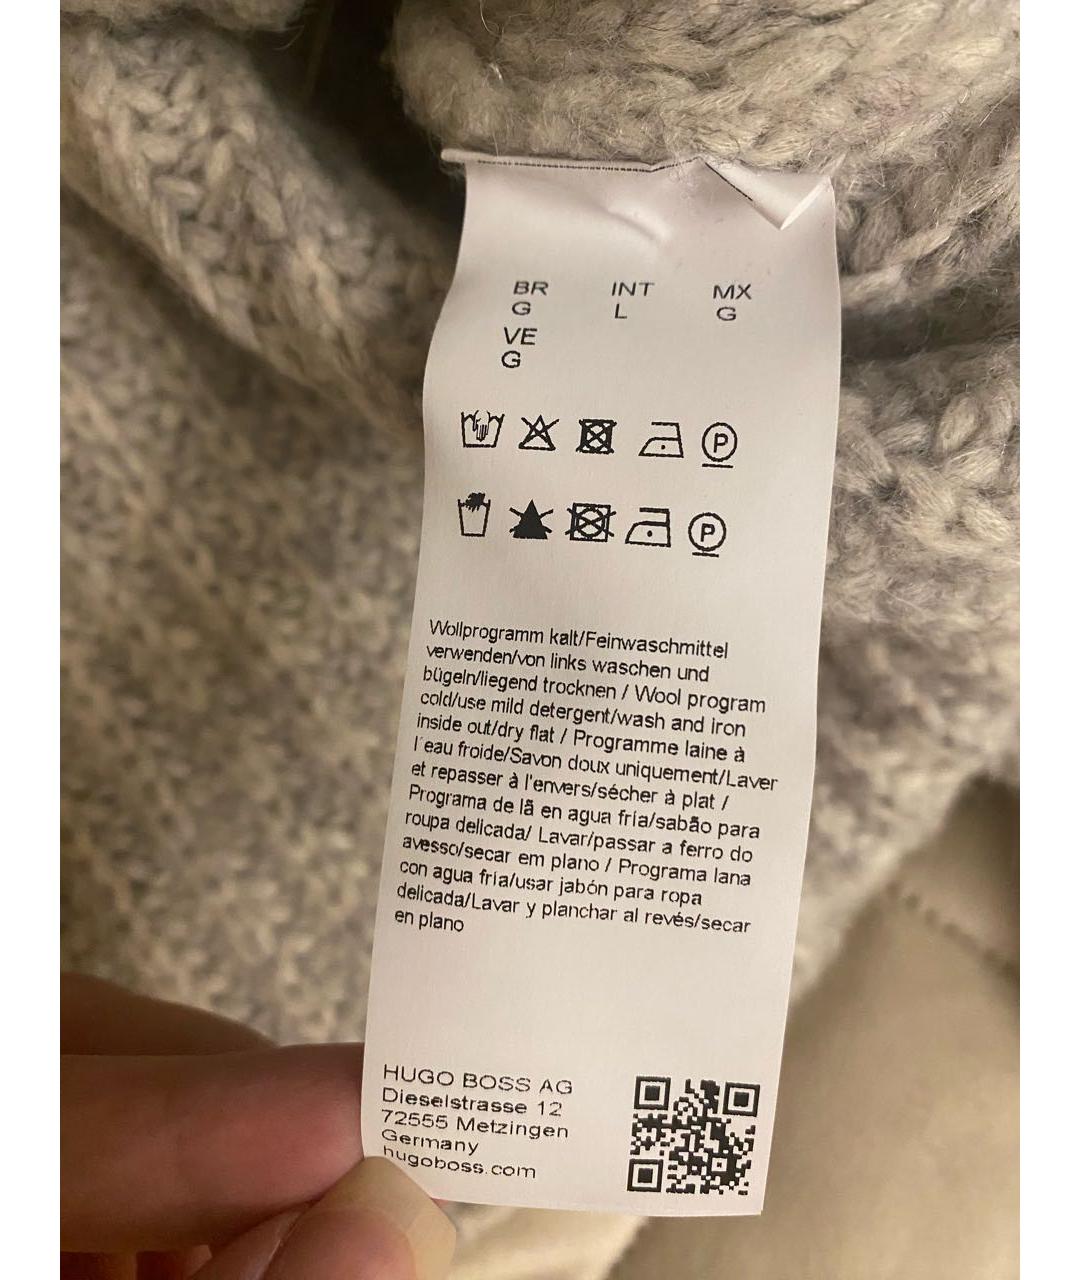 BR INT MX
G L G
VE
G
P
P
Wollprogramm kalt/Feinwaschmittel
verwenden/von links waschen und
bügeln/liegend trocknen / Wool program
cold/use mild detergent/wash and iron
inside out/dry flat / Programme laine à
l´eau froide/Savon doux uniquement/Laver
et repasser à l'envers/sécher à plat /
Programa de lã en agua fría/sabão para
roupa delicada/ Lavar/passar a ferro do
avesso/secar em plano / Programa lana
con agua fría/usar jabón para ropa
delicada/Lavar y planchar al revés/secar
en plano
HUGO BOSS AG
Dieselstrasse 12
72555 Metzingen
Germany
hugoboss.com